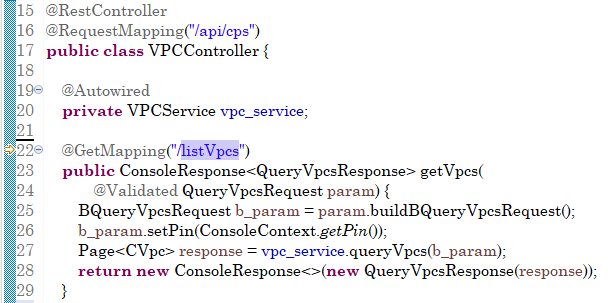 15 @RestController
16 @RequestMapping("/api/cps")
17 public class VPCController {
18
19 @Autowired
20 private VPCService vpc_service;
21
22 @GetMapping("/listVpcs")
23 public ConsoleResponse<QueryVpcsResponse> getVpcs(
24 @Validated QueryVpcsRequest param) {
25 BQueryVpcsRequest b_param = param.buildBQueryVpcsRequest();
26 b_param.setPin(ConsoleContext.getPin());
27 Page<CVpc> response = vpc_service.queryVpcs(b_param);
28 return new ConsoleResponse<>(new QueryVpcsResponse(response));
29 }